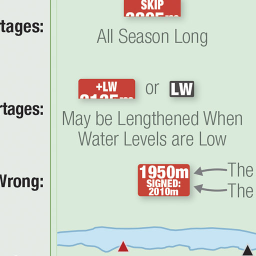 SKIP
tages:
All Season Long
+LW
or
LW
rtages:
May be Lengthened When
Water Levels are Low
1950m
SIGNED:
2010m
Wrong:
The
The